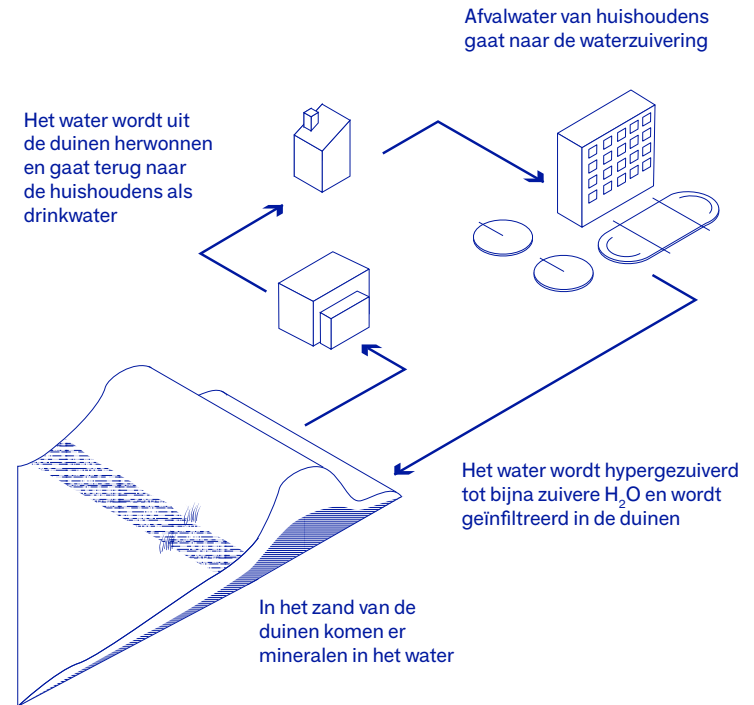 Afvalwater van huishoudens
gaat naar de waterzuivering
Het water wordt uit
de duinen herwonnen
en gaat terug naar
de huishoudens als
drinkwater
Het water wordt hypergezuiverd
tot bijna zuivere H₂O en wordt
geïnfiltreerd in de duinen
In het zand van de
duinen komen er
mineralen in het water